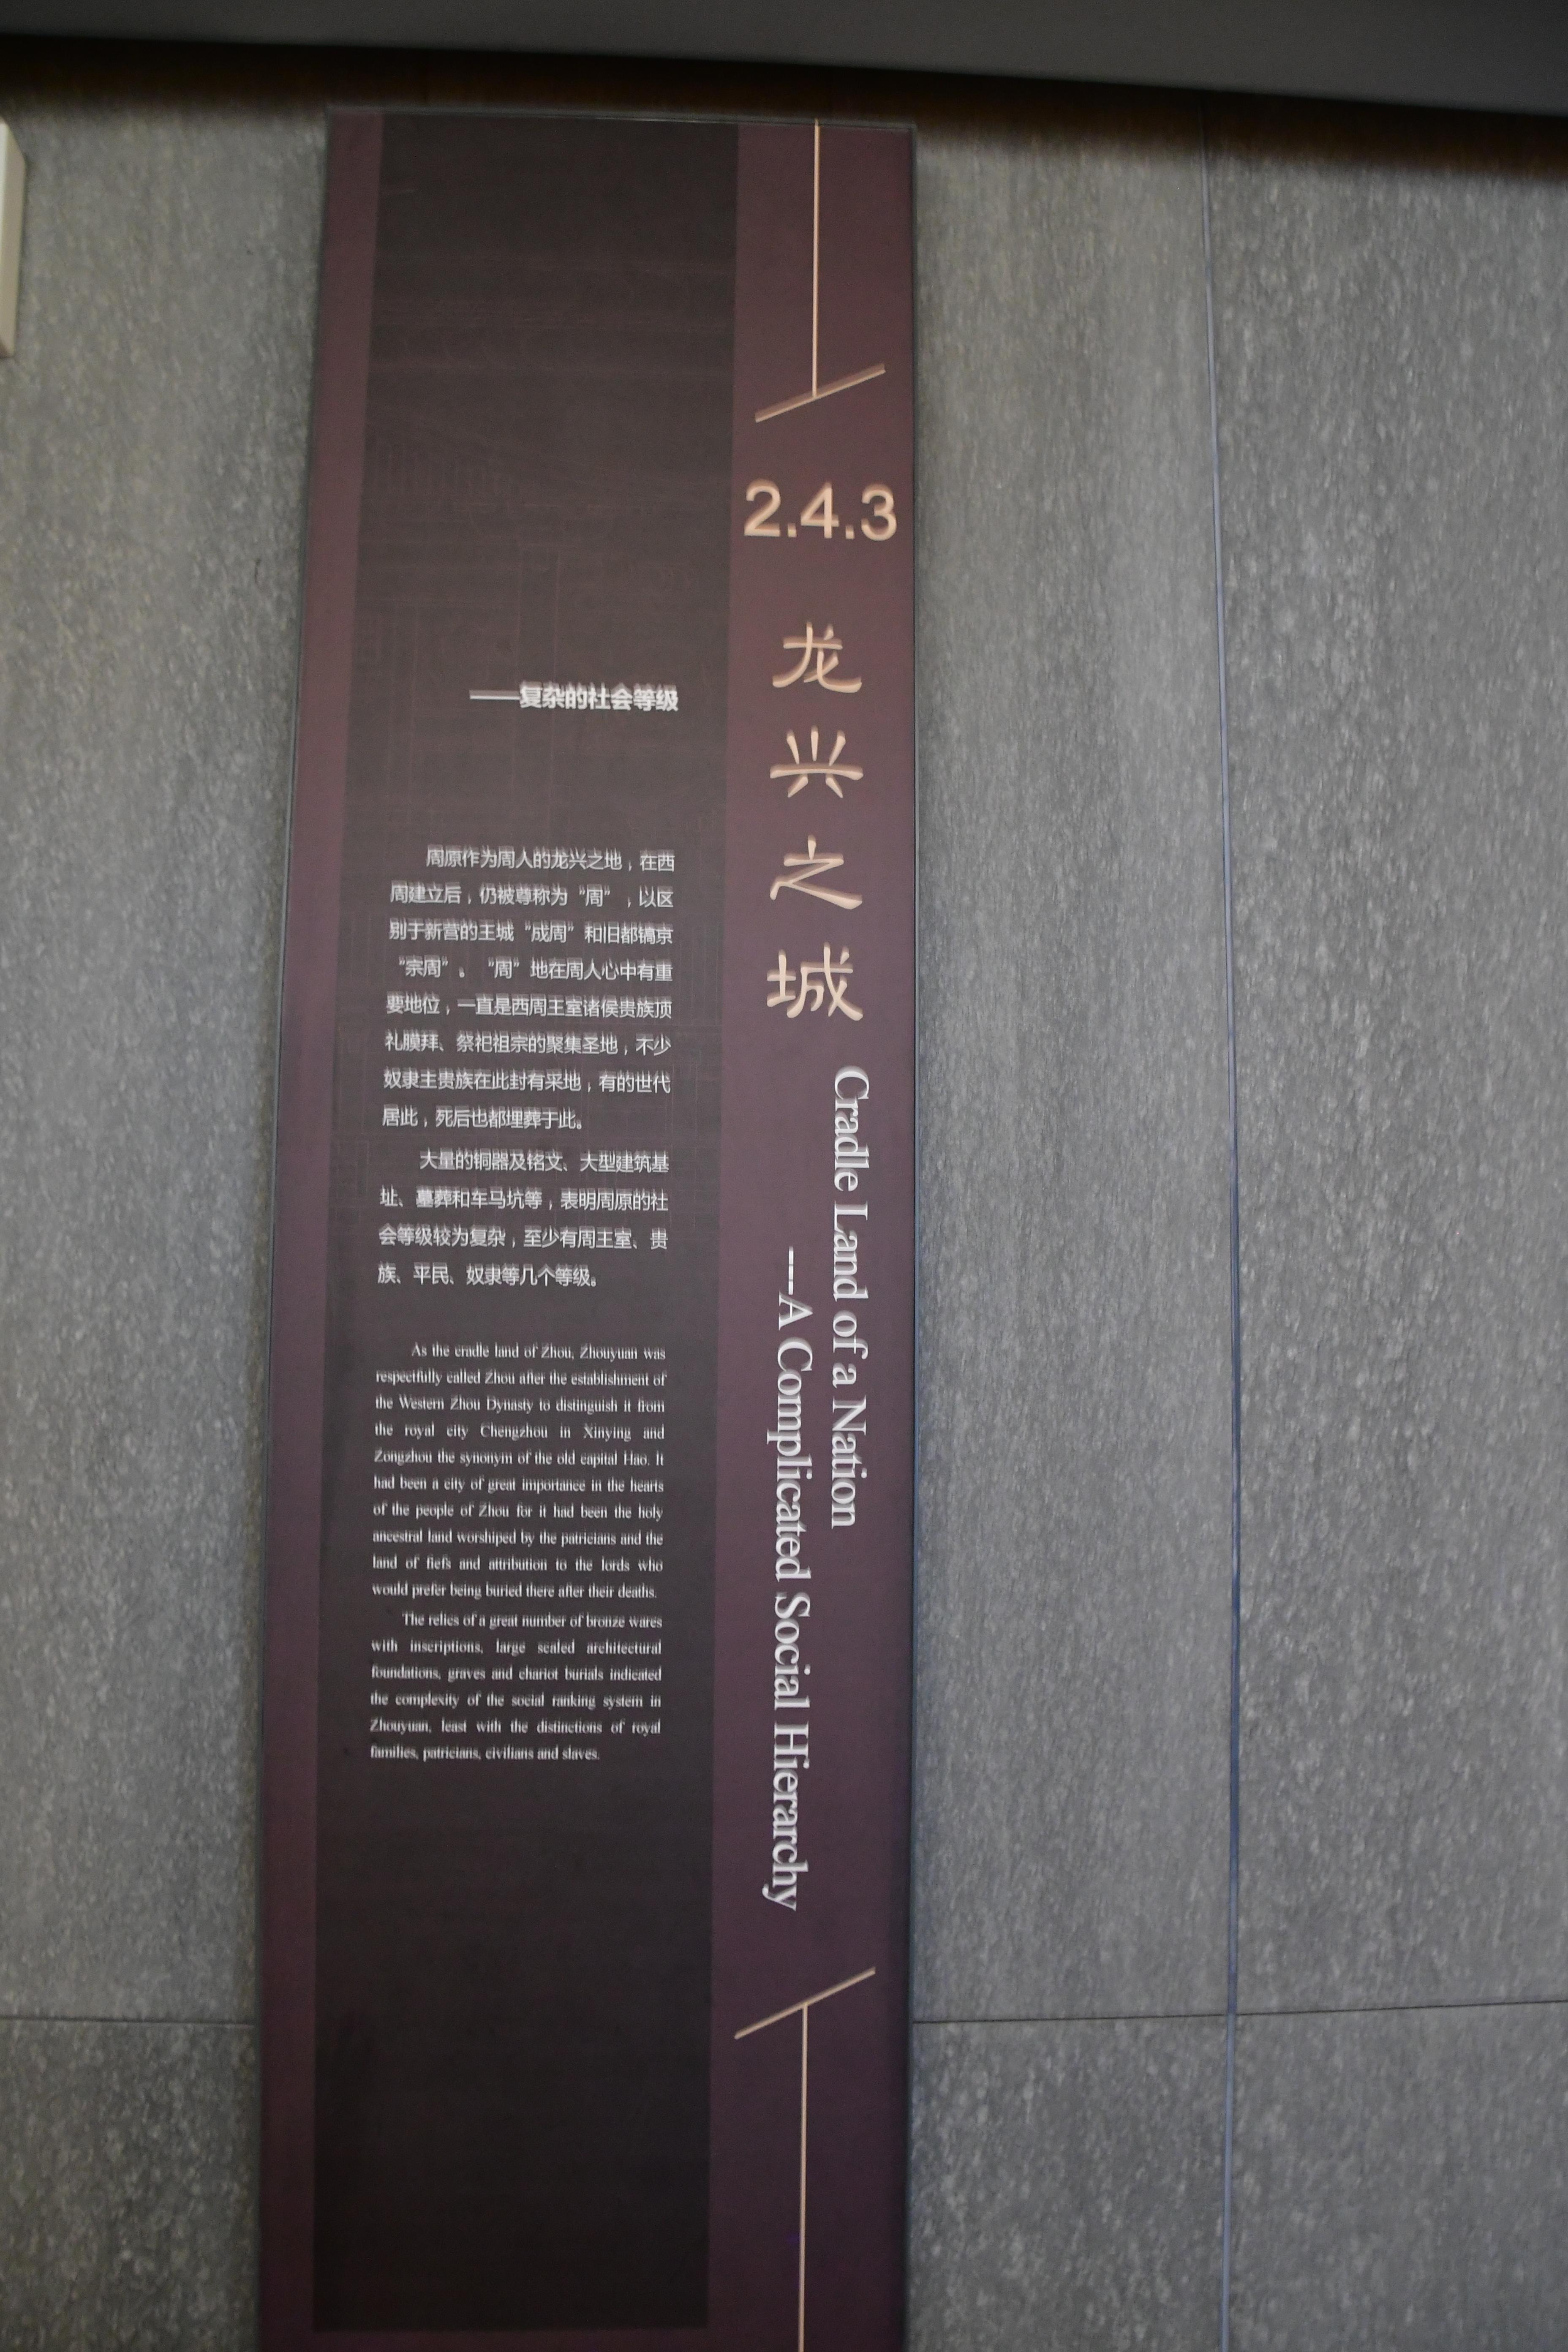 2.4.3
龙兴之城
Cradle Land of a Nation
---A Complicated Social Hierarchy
——复杂的社会等级
周原作为周人的龙兴之地，在西
周建立后，仍被尊称为“周”，以区
别于新营的王城“成周”和旧都镐京
“宗周”。“周”地在周人心中有重
要地位，一直是西周王室诸侯贵族顶
礼膜拜、祭祀祖宗的聚集圣地，不少
奴隶主贵族在此封有采地，有的世代
居此，死后也都埋葬于此。
大量的铜器及铭文、大型建筑基
址、墓葬和车马坑等，表明周原的社
会等级较为复杂，至少有周王室、贵
族、平民、奴隶等几个等级。
As the cradle land of Zhou, Zhouyuan was
respectfully called Zhou after the establishment of
the Western Zhou Dynasty to distinguish it from
the royal city Chengzhou in Xinying and
Zongzhou the synonym of the old capital Hao. It
had been a city of great importance in the hearts
of the people of Zhou for it had been the holy
ancestral land worshiped by the patricians and the
land of fiefs and attribution to the lords who
would prefer being buried there after their deaths.
The relics of a great number of bronze wares
with inscriptions, large scaled architectural
foundations, graves and chariot burials indicated
the complexity of the social ranking system in
Zhouyuan, least with the distinctions of royal
families, patricians, civilians and slaves.